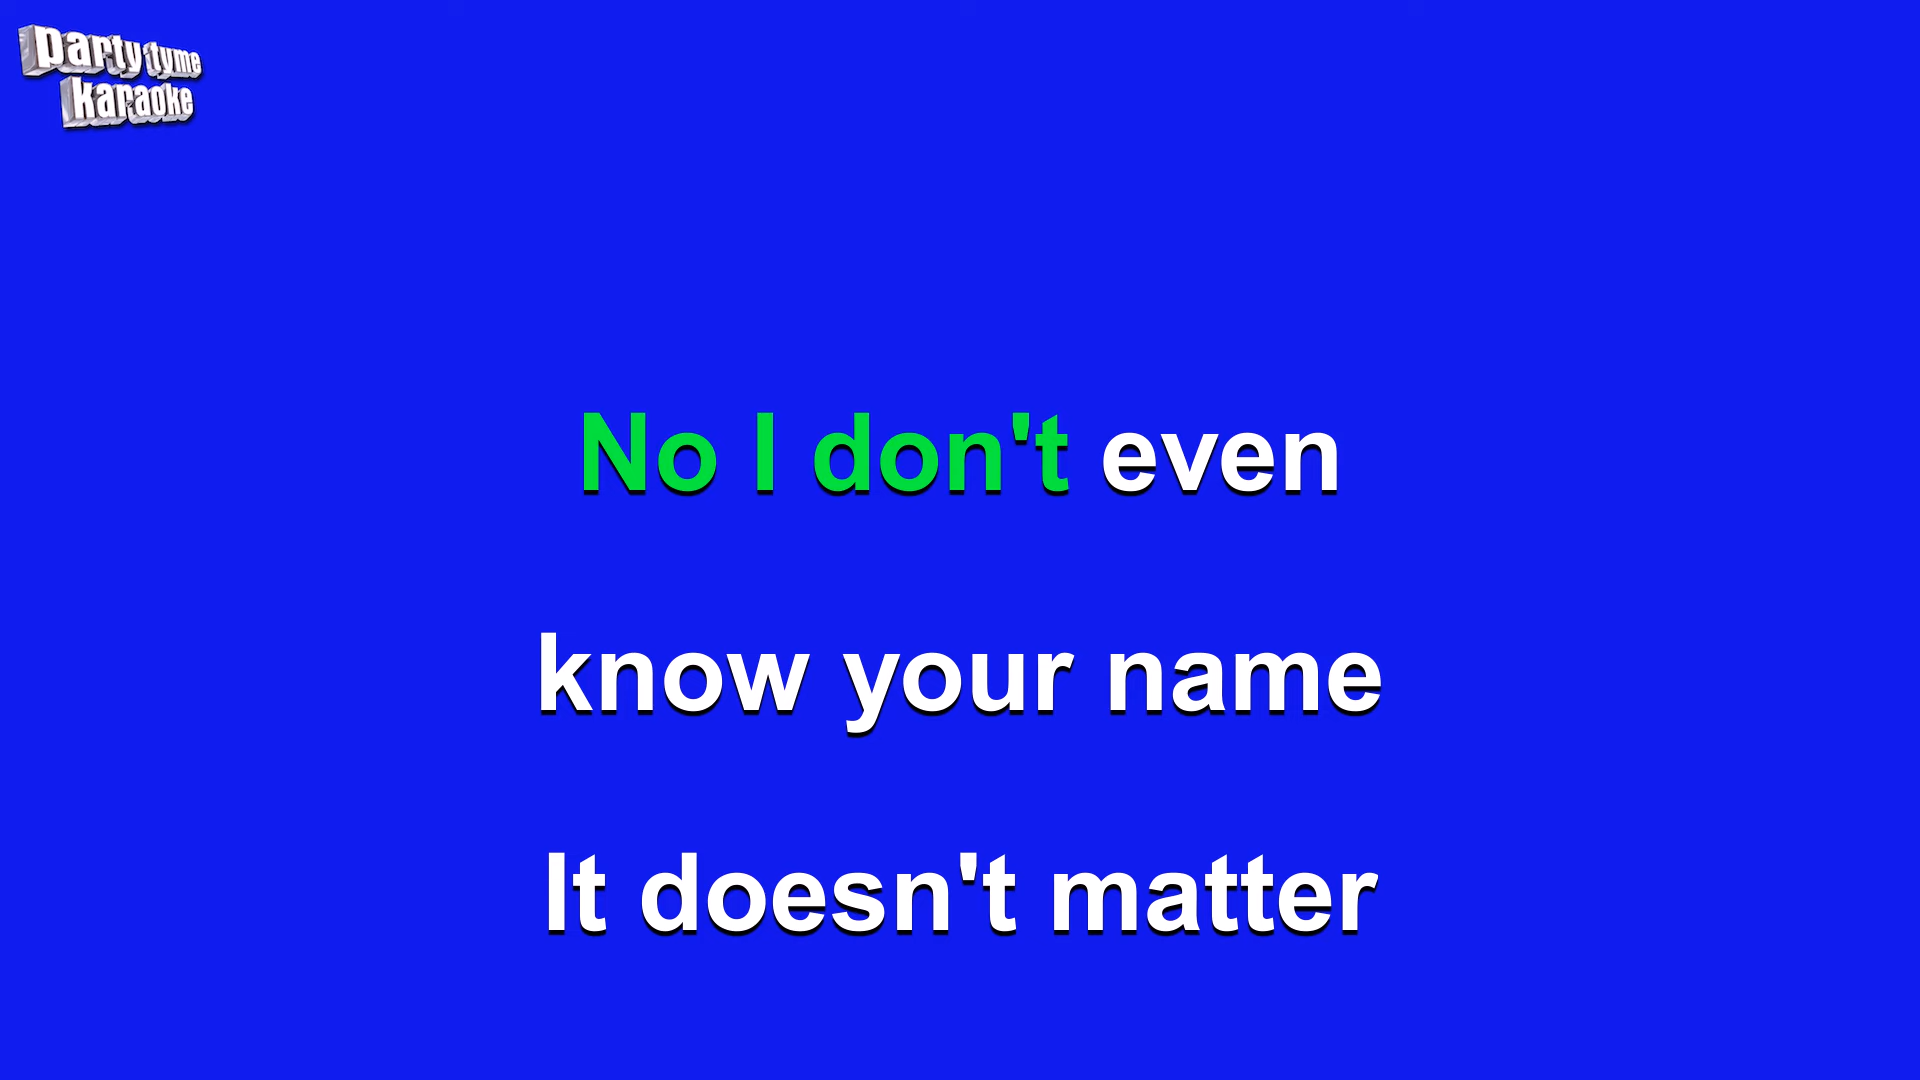 party tyme
karaoke
No I don't even
know your name
It doesn't matter